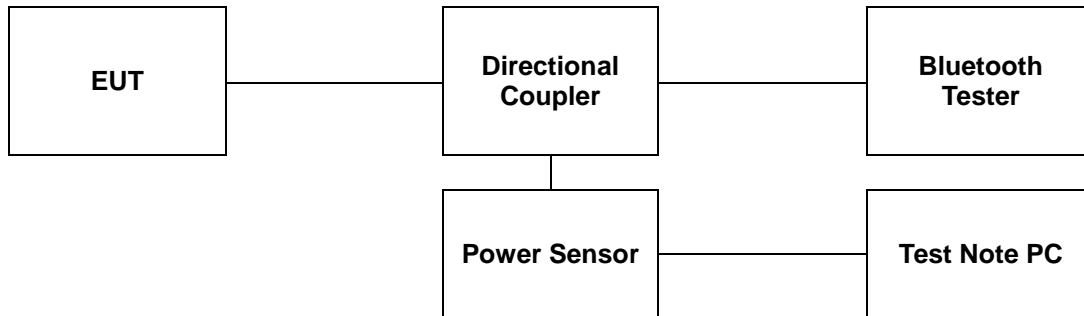 EUT
Directional
Coupler
Bluetooth
Tester
Power Sensor
Test Note PC